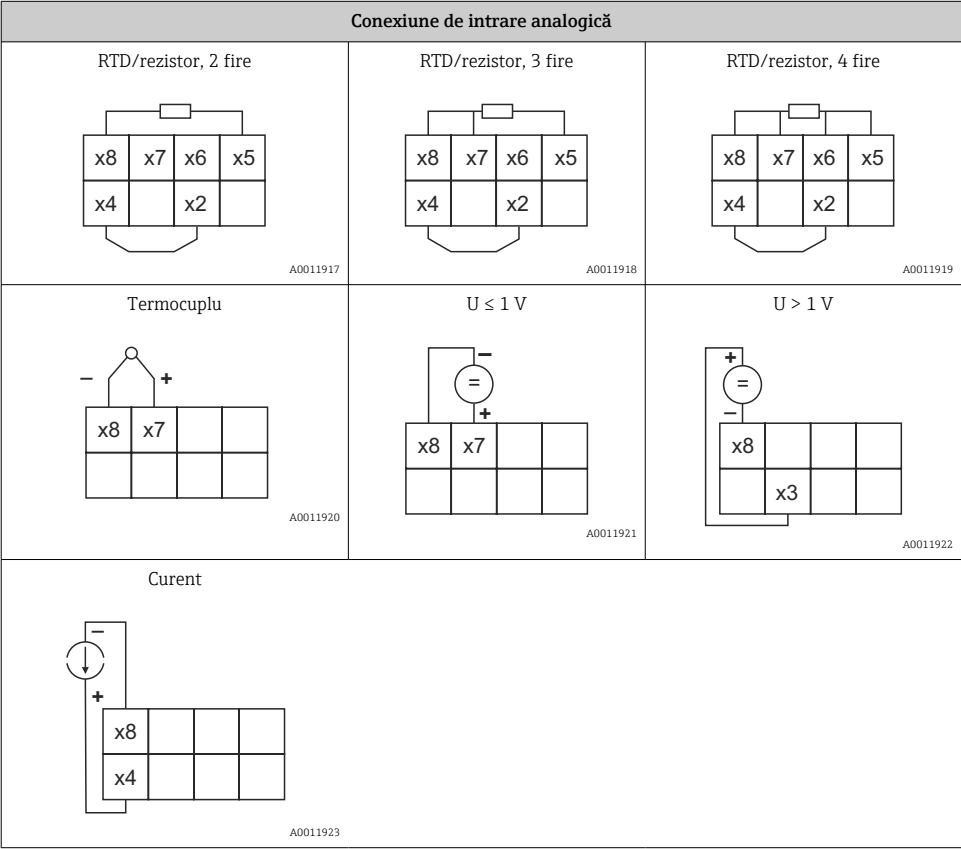 Conexiune de intrare analogică
RTD/rezistor, 2 fire
x8 x7 x6 x5
x4 x2
A0011917
RTD/rezistor, 3 fire
x8 x7 x6 x5
x4 x2
A0011918
RTD/rezistor, 4 fire
x8 x7 x6 x5
x4 x2
A0011919
Termocuplu
– +
x8 x7
A0011920
U ≤ 1 V
–
=
+
x8 x7
A0011921
U > 1 V
+
=
–
x8
x3
A0011922
Curent
–
+
x8
x4
A0011923